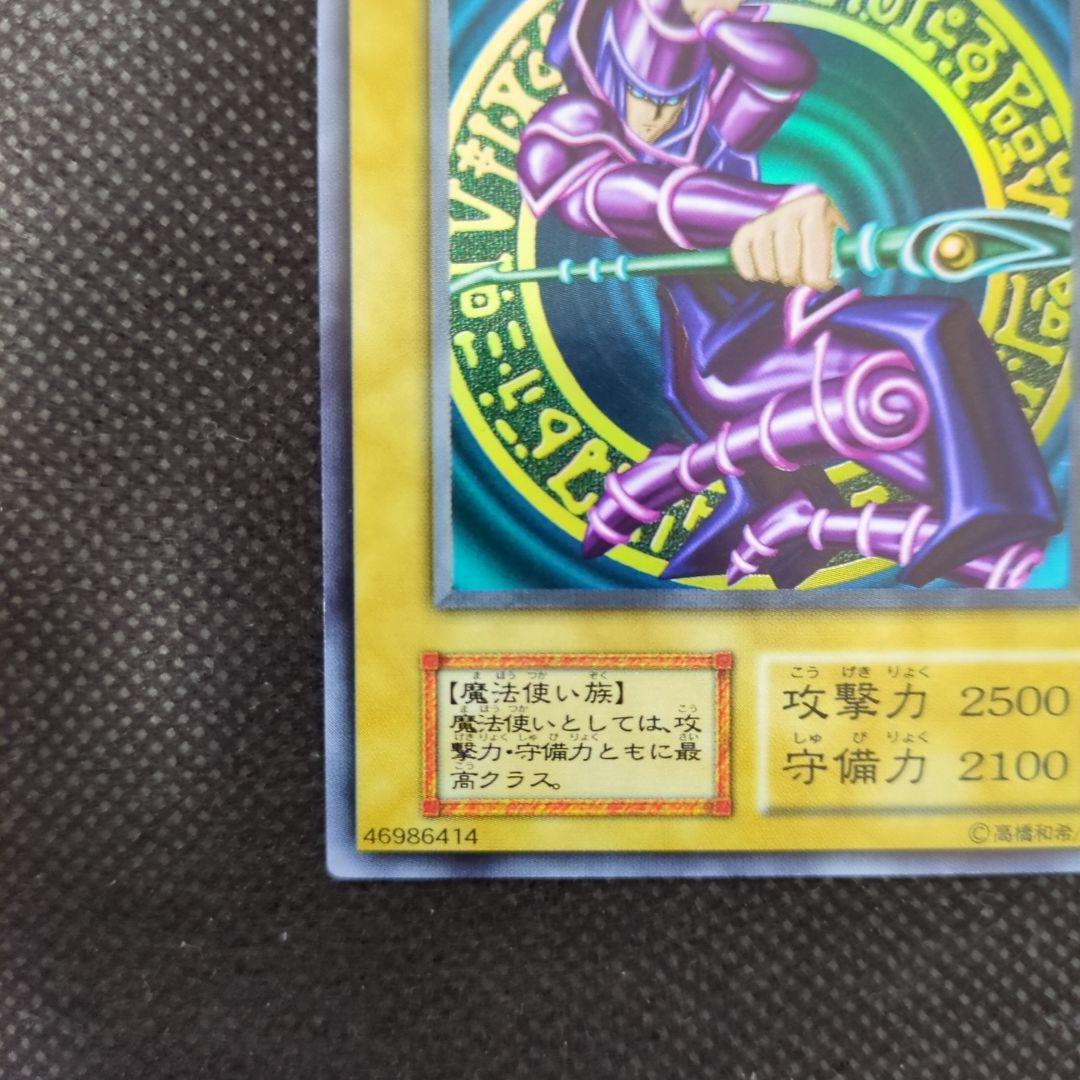 【魔法使い族】
魔法使いとしては、攻
撃力・守備力ともに最
高クラス。
攻撃力 2500
守備力 2100
46986414
©高橋和希/